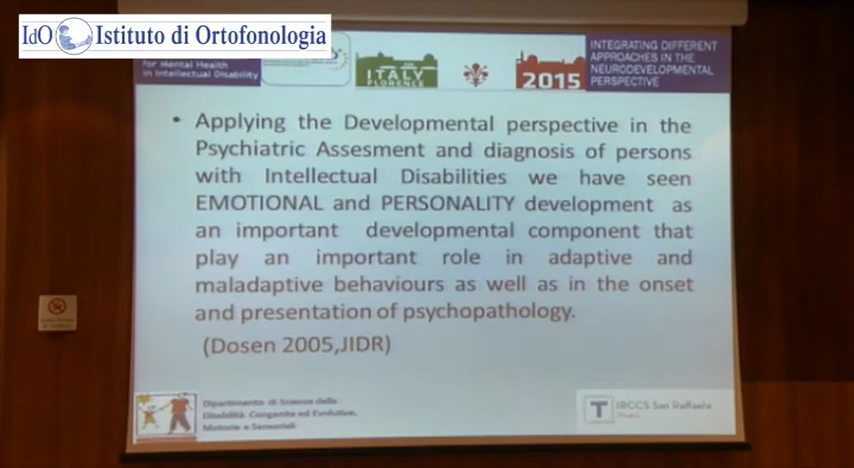 IdO Istituto di Ortofonologia
for Mental Health
in Intellectual Disability
ITALY
FLORENCE
2015
INTEGRATING DIFFERENT
APPROACHES IN THE
NEURODEVELOPMENTAL
PERSPECTIVE
• Applying the Developmental perspective in the
Psychiatric Assesment and diagnosis of persons
with Intellectual Disabilities we have seen
EMOTIONAL and PERSONALITY development as
an important developmental component that
play an important role in adaptive and
maladaptive behaviours as well as in the onset
and presentation of psychopathology.
(Dosen 2005,JIDR)
Dipartimento di Scienze delle
Disabilità Congenite ed Evolutive,
Motorie e Sensoriali
T IRCCS San Raffaele